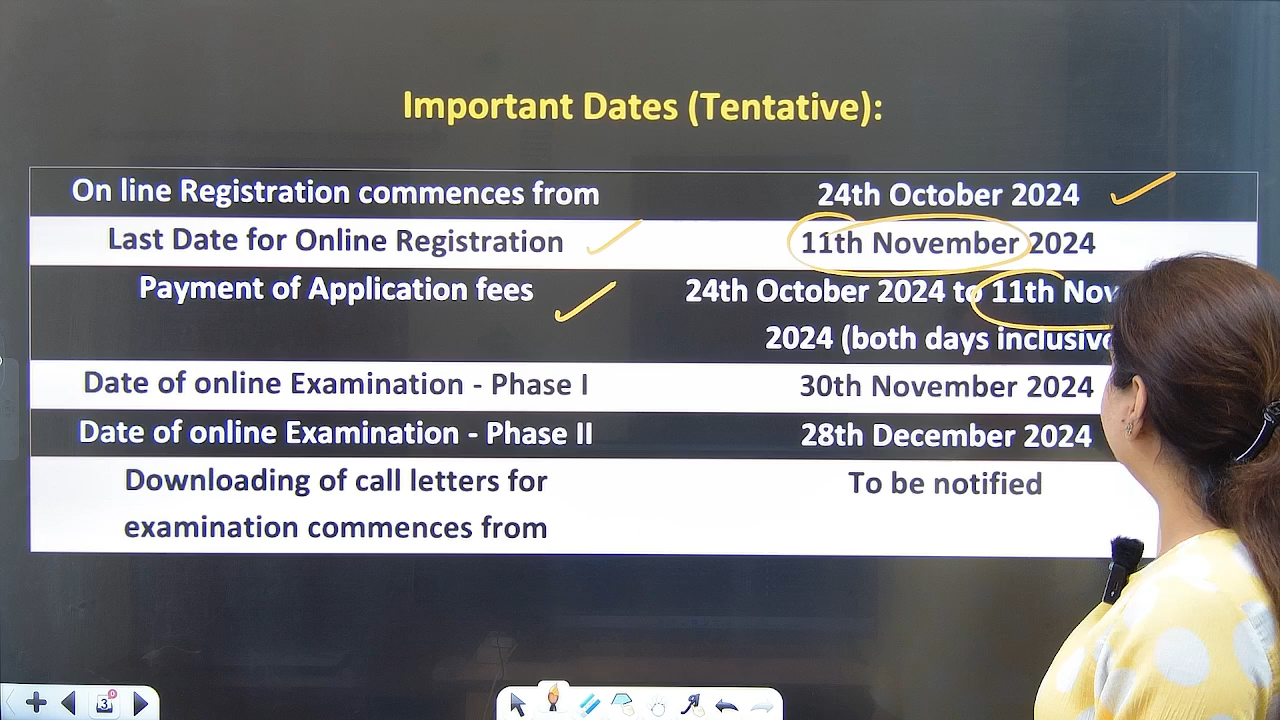 Important Dates (Tentative):
On line Registration commences from 24th October 2024
Last Date for Online Registration 11th November 2024
Payment of Application fees 24th October 2024 to 11th Nov
2024 (both days inclusive
Date of online Examination - Phase I 30th November 2024
Date of online Examination - Phase II 28th December 2024
Downloading of call letters for To be notified
examination commences from
3 0